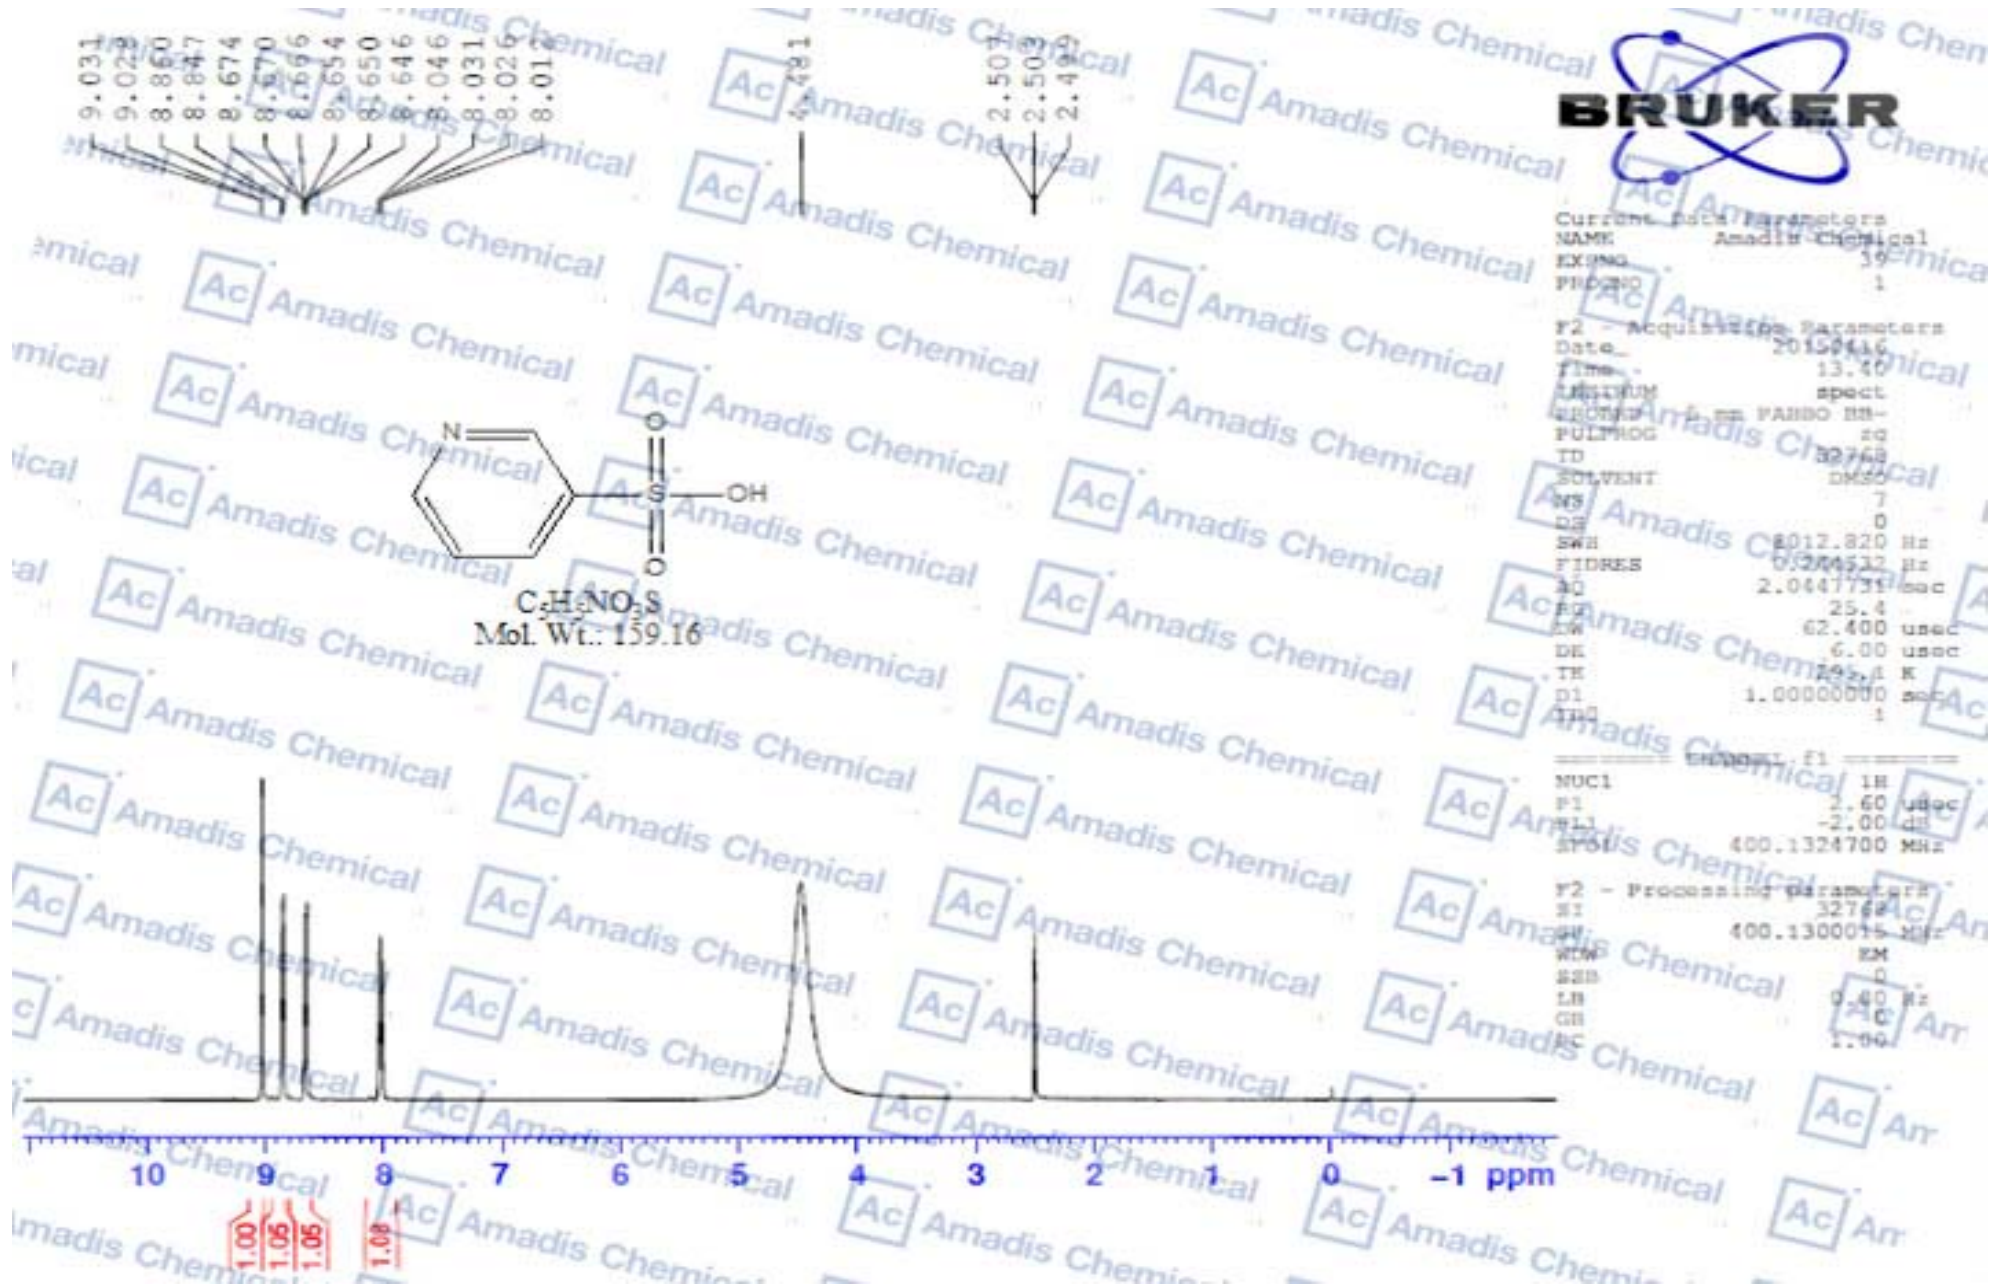 9.031
9.028
8.860
8.847
8.674
8.670
8.666
8.654
8.650
8.646
8.046
8.031
8.026
8.012
4.481
2.507
2.503
2.499
BRUKER
Current Data Parameters
NAME Amadis Chemical
EXPNO 39
PROCNO 1
F2 - Acquisition Parameters
Date_
Time 13.40
INSTRUM spect
PROBHD 5 mm PABBO BB-
PULPROG zg
TD 32768
SOLVENT DMSO
NS 7
DS 0
SWH 8012.820 Hz
FIDRES 0.244532 Hz
AQ 2.0447731 sec
RG 25.4
DW 62.400 usec
DE 6.00 usec
TE K
D1 1.00000000 sec
TD0 1
======== CHANNEL f1 ========
NUC1 1H
P1 2.60 usec
PL1 -2.00 dB
SFO1 400.1324700 MHz
F2 - Processing parameters
SI 32768
SF 400.1300015 MHz
WDW EM
SSB 0
LB Hz
GB 0
PC 1.00
N
O
S
OH
O
C5H5NO3S
Mol. Wt.: 159.16
10 9 8 7 6 5 4 3 2 1 0 -1 ppm
1.00
1.05
1.05
1.08
Ac Amadis Chemical